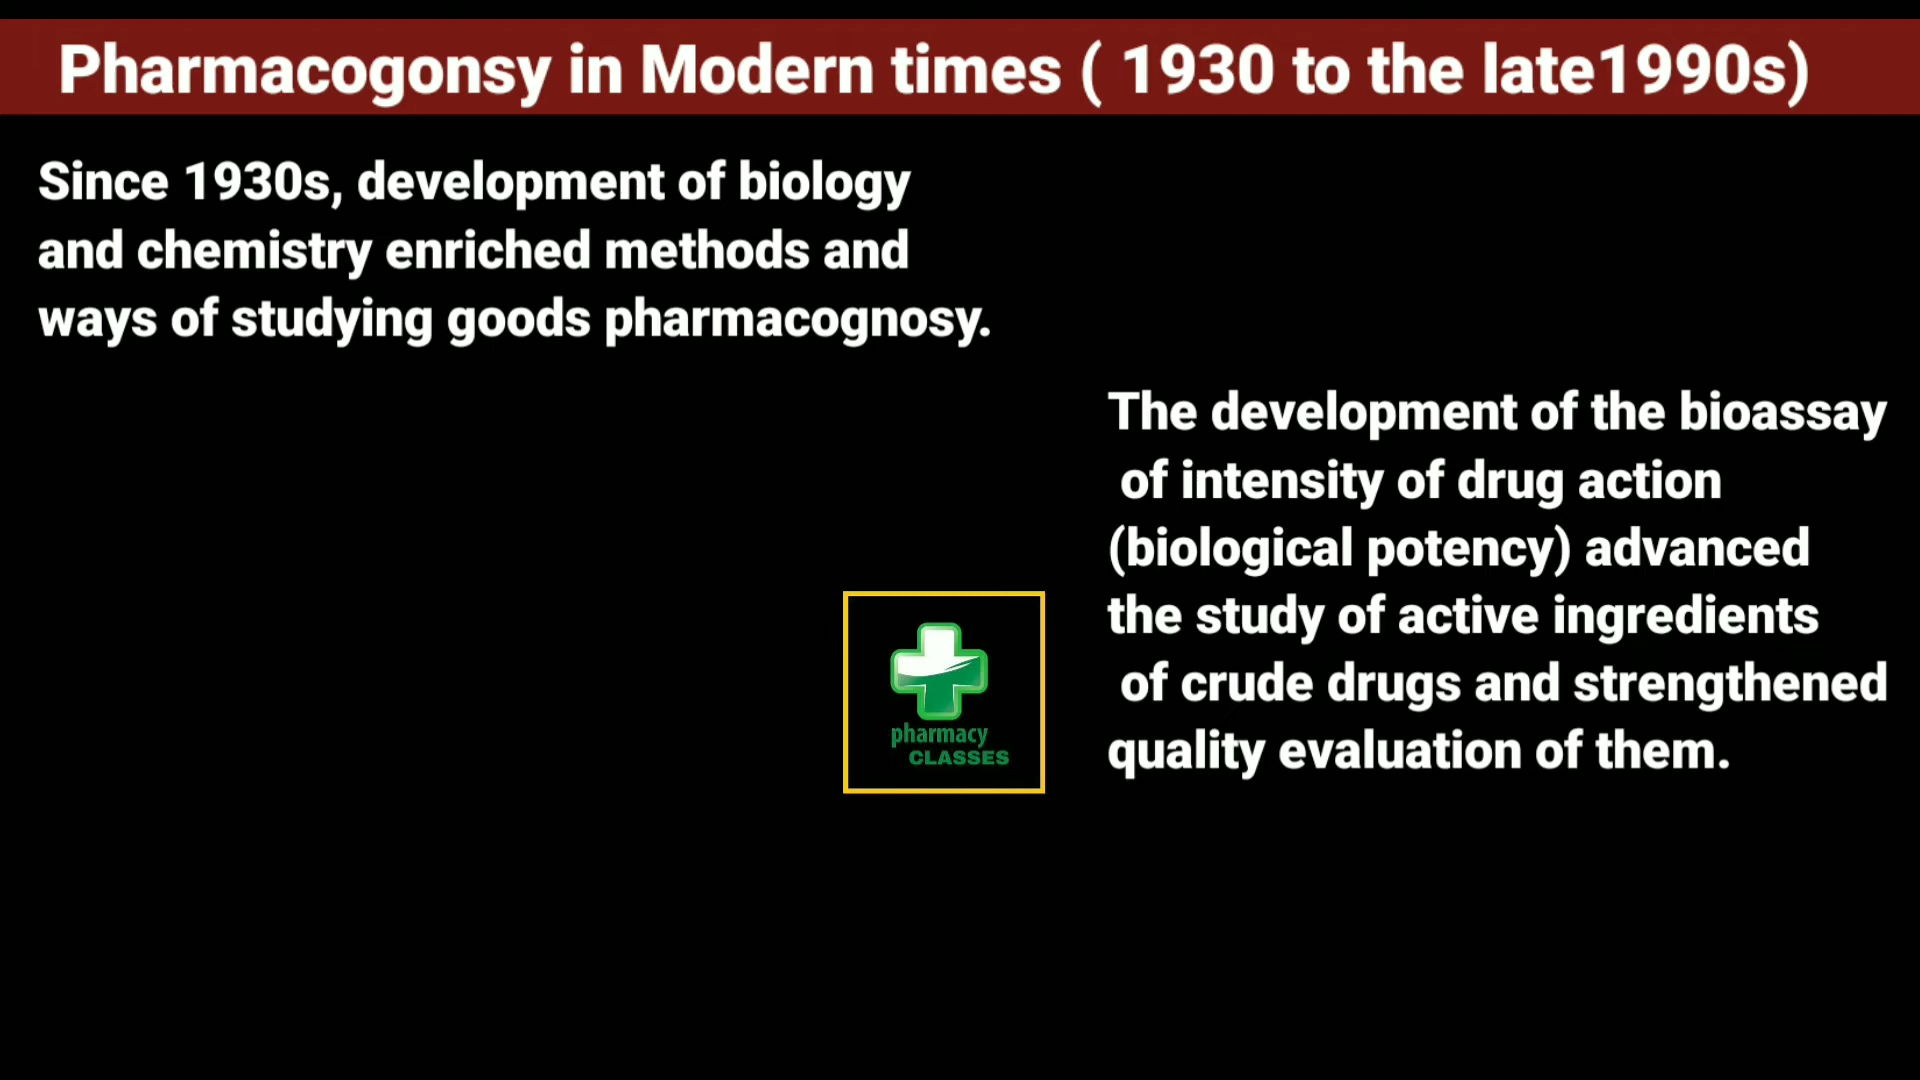 Pharmacogonsy in Modern times ( 1930 to the late1990s)
Since 1930s, development of biology
and chemistry enriched methods and
ways of studying goods pharmacognosy.
The development of the bioassay
of intensity of drug action
(biological potency) advanced
the study of active ingredients
of crude drugs and strengthened
quality evaluation of them.
pharmacy
CLASSES